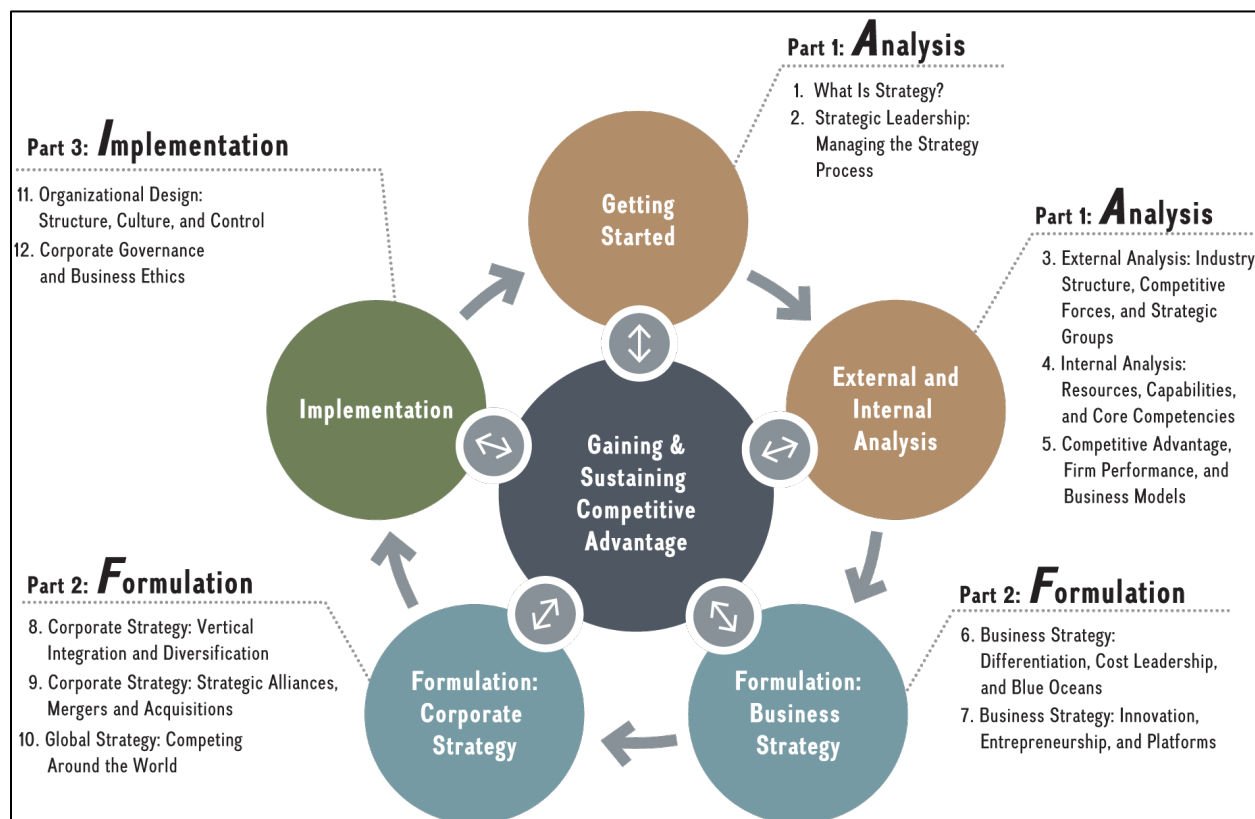 Part 1: Analysis
1. What Is Strategy?
2. Strategic Leadership:
Managing the Strategy
Process
Part 3: Implementation
11. Organizational Design:
Structure, Culture, and Control
12. Corporate Governance
and Business Ethics
Getting
Started
Part 1: Analysis
3. External Analysis: Industry
Structure, Competitive
Forces, and Strategic
Groups
4. Internal Analysis:
Resources, Capabilities,
and Core Competencies
5. Competitive Advantage,
Firm Performance, and
Business Models
External and
Internal
Analysis
Implementation
Gaining &
Sustaining
Competitive
Advantage
Part 2: Formulation
8. Corporate Strategy: Vertical
Integration and Diversification
9. Corporate Strategy: Strategic Alliances,
Mergers and Acquisitions
10. Global Strategy: Competing
Around the World
Formulation:
Corporate
Strategy
Formulation:
Business
Strategy
Part 2: Formulation
6. Business Strategy:
Differentiation, Cost Leadership,
and Blue Oceans
7. Business Strategy: Innovation,
Entrepreneurship, and Platforms